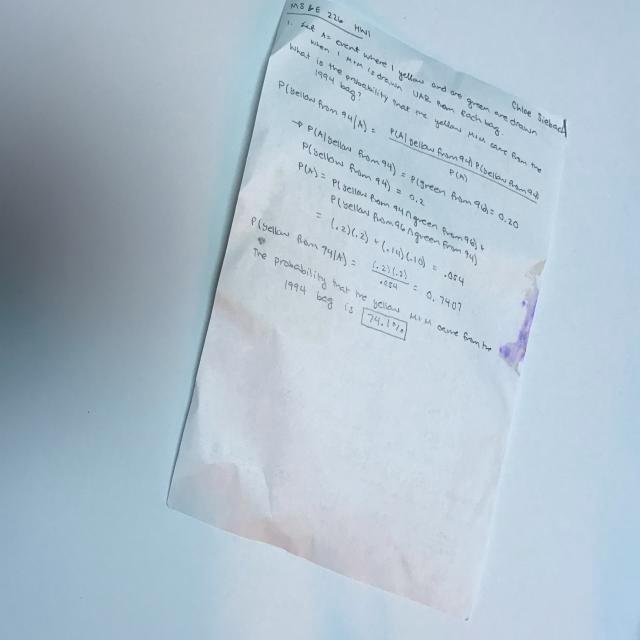 MS&E 226 HW1
Chloe
1. Let A = event where 1 yellow and one green are drawn
when 1 M&M is drawn UAR from each bag.
What is the probability that the yellow M&M came from the
1994 bag?
P(yellow from 94|A) = P(A|yellow from 94) P(yellow from 94)
P(A)
→ P(A|yellow from 94) = P(green from 96) = 0.20
P(yellow from 94) = 0.2
P(A) = P(yellow from 94 ∩ green from 96) +
P(yellow from 96 ∩ green from 94)
= (.2)(.2) + (.14)(.10) = .054
P(yellow from 94|A) = (.2)(.2) = 0.7407
.054
The probability that the yellow M&M came from the
1994 bag is 74.1%